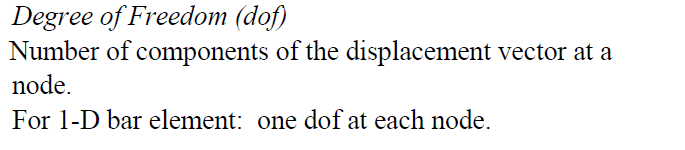 Degree of Freedom (dof)
Number of components of the displacement vector at a
node.
For 1-D bar element:  one dof at each node.